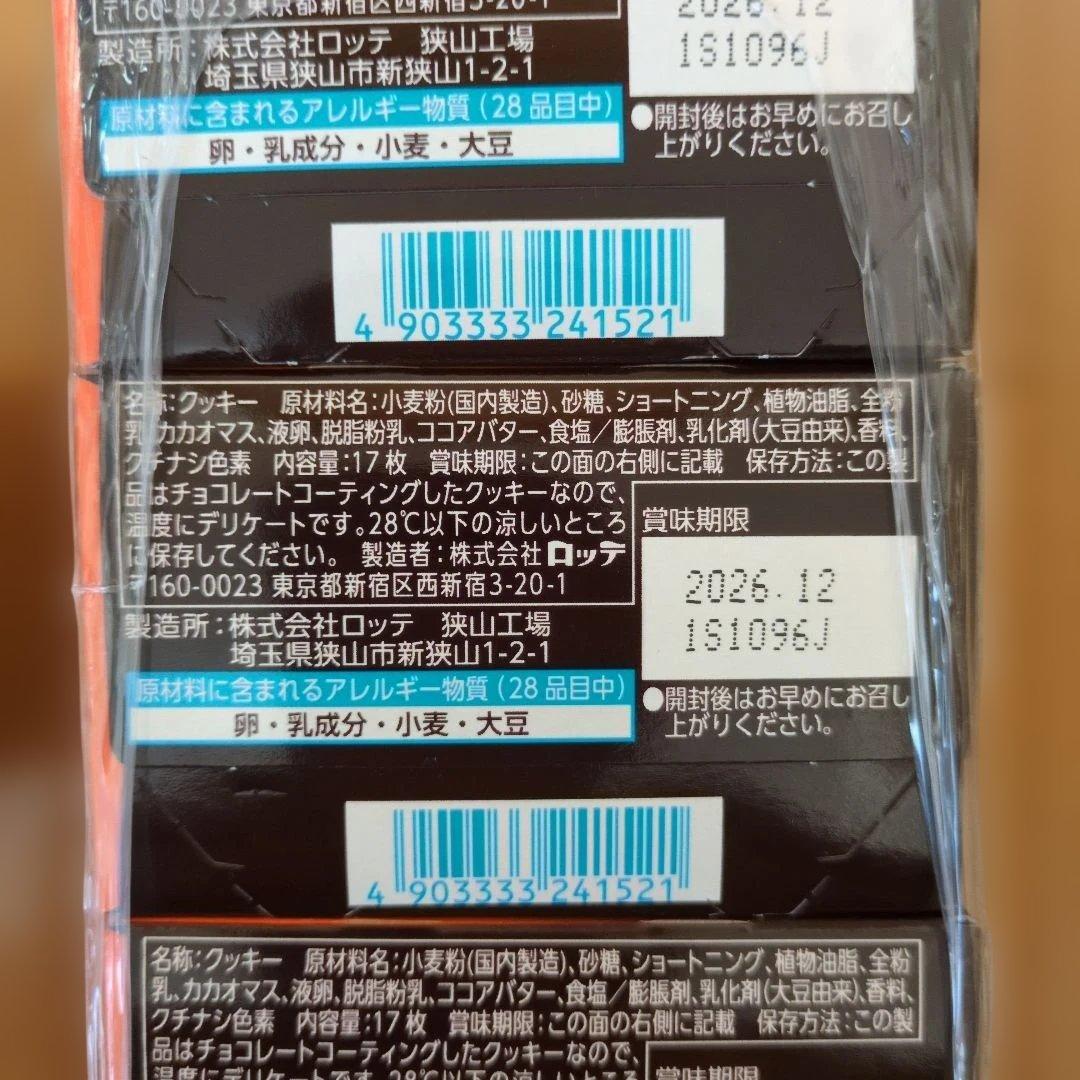 〒160-0023 東京都新宿区西新宿3-20-1
製造所：株式会社ロッテ 狭山工場
埼玉県狭山市新狭山1-2-1
原材料に含まれるアレルギー物質（28品目中）
卵・乳成分・小麦・大豆
2026.12
1S1096J
●開封後はお早めにお召し
上がりください。
4 903333 241521
名称：クッキー 原材料名：小麦粉(国内製造)、砂糖、ショートニング、植物油脂、全粉
乳、カカオマス、液卵、脱脂粉乳、ココアバター、食塩／膨脹剤、乳化剤(大豆由来)、香料、
クチナシ色素 内容量：17枚 賞味期限：この面の右側に記載 保存方法：この製
品はチョコレートコーティングしたクッキーなので、
温度にデリケートです。28℃以下の涼しいところ
に保存してください。 製造者：株式会社ロッテ
〒160-0023 東京都新宿区西新宿3-20-1
賞味期限
2026.12
1S1096J
製造所：株式会社ロッテ 狭山工場
埼玉県狭山市新狭山1-2-1
原材料に含まれるアレルギー物質（28品目中）
卵・乳成分・小麦・大豆
●開封後はお早めにお召し
上がりください。
4 903333 241521
名称：クッキー 原材料名：小麦粉(国内製造)、砂糖、ショートニング、植物油脂、全粉
乳、カカオマス、液卵、脱脂粉乳、ココアバター、食塩／膨脹剤、乳化剤(大豆由来)、香料、
クチナシ色素 内容量：17枚 賞味期限：この面の右側に記載 保存方法：この製
品はチョコレートコーティングしたクッキーなので、
温度にデリケートです。28℃以下の涼しいところ
賞味期限